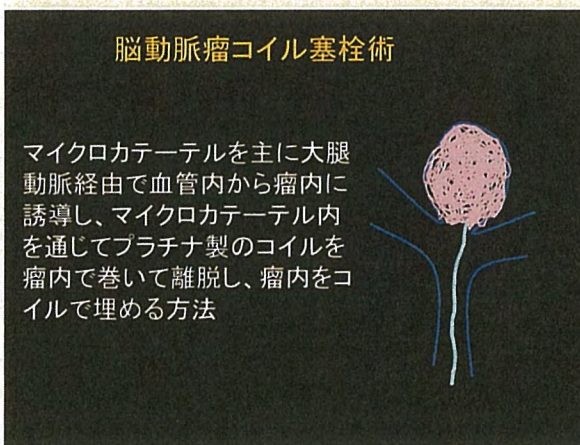 脳動脈瘤コイル塞栓術
マイクロカテーテルを主に大腿
動脈経由で血管内から瘤内に
誘導し、マイクロカテーテル内
を通じてプラチナ製のコイルを
瘤内で巻いて離脱し、瘤内をコ
イルで埋める方法